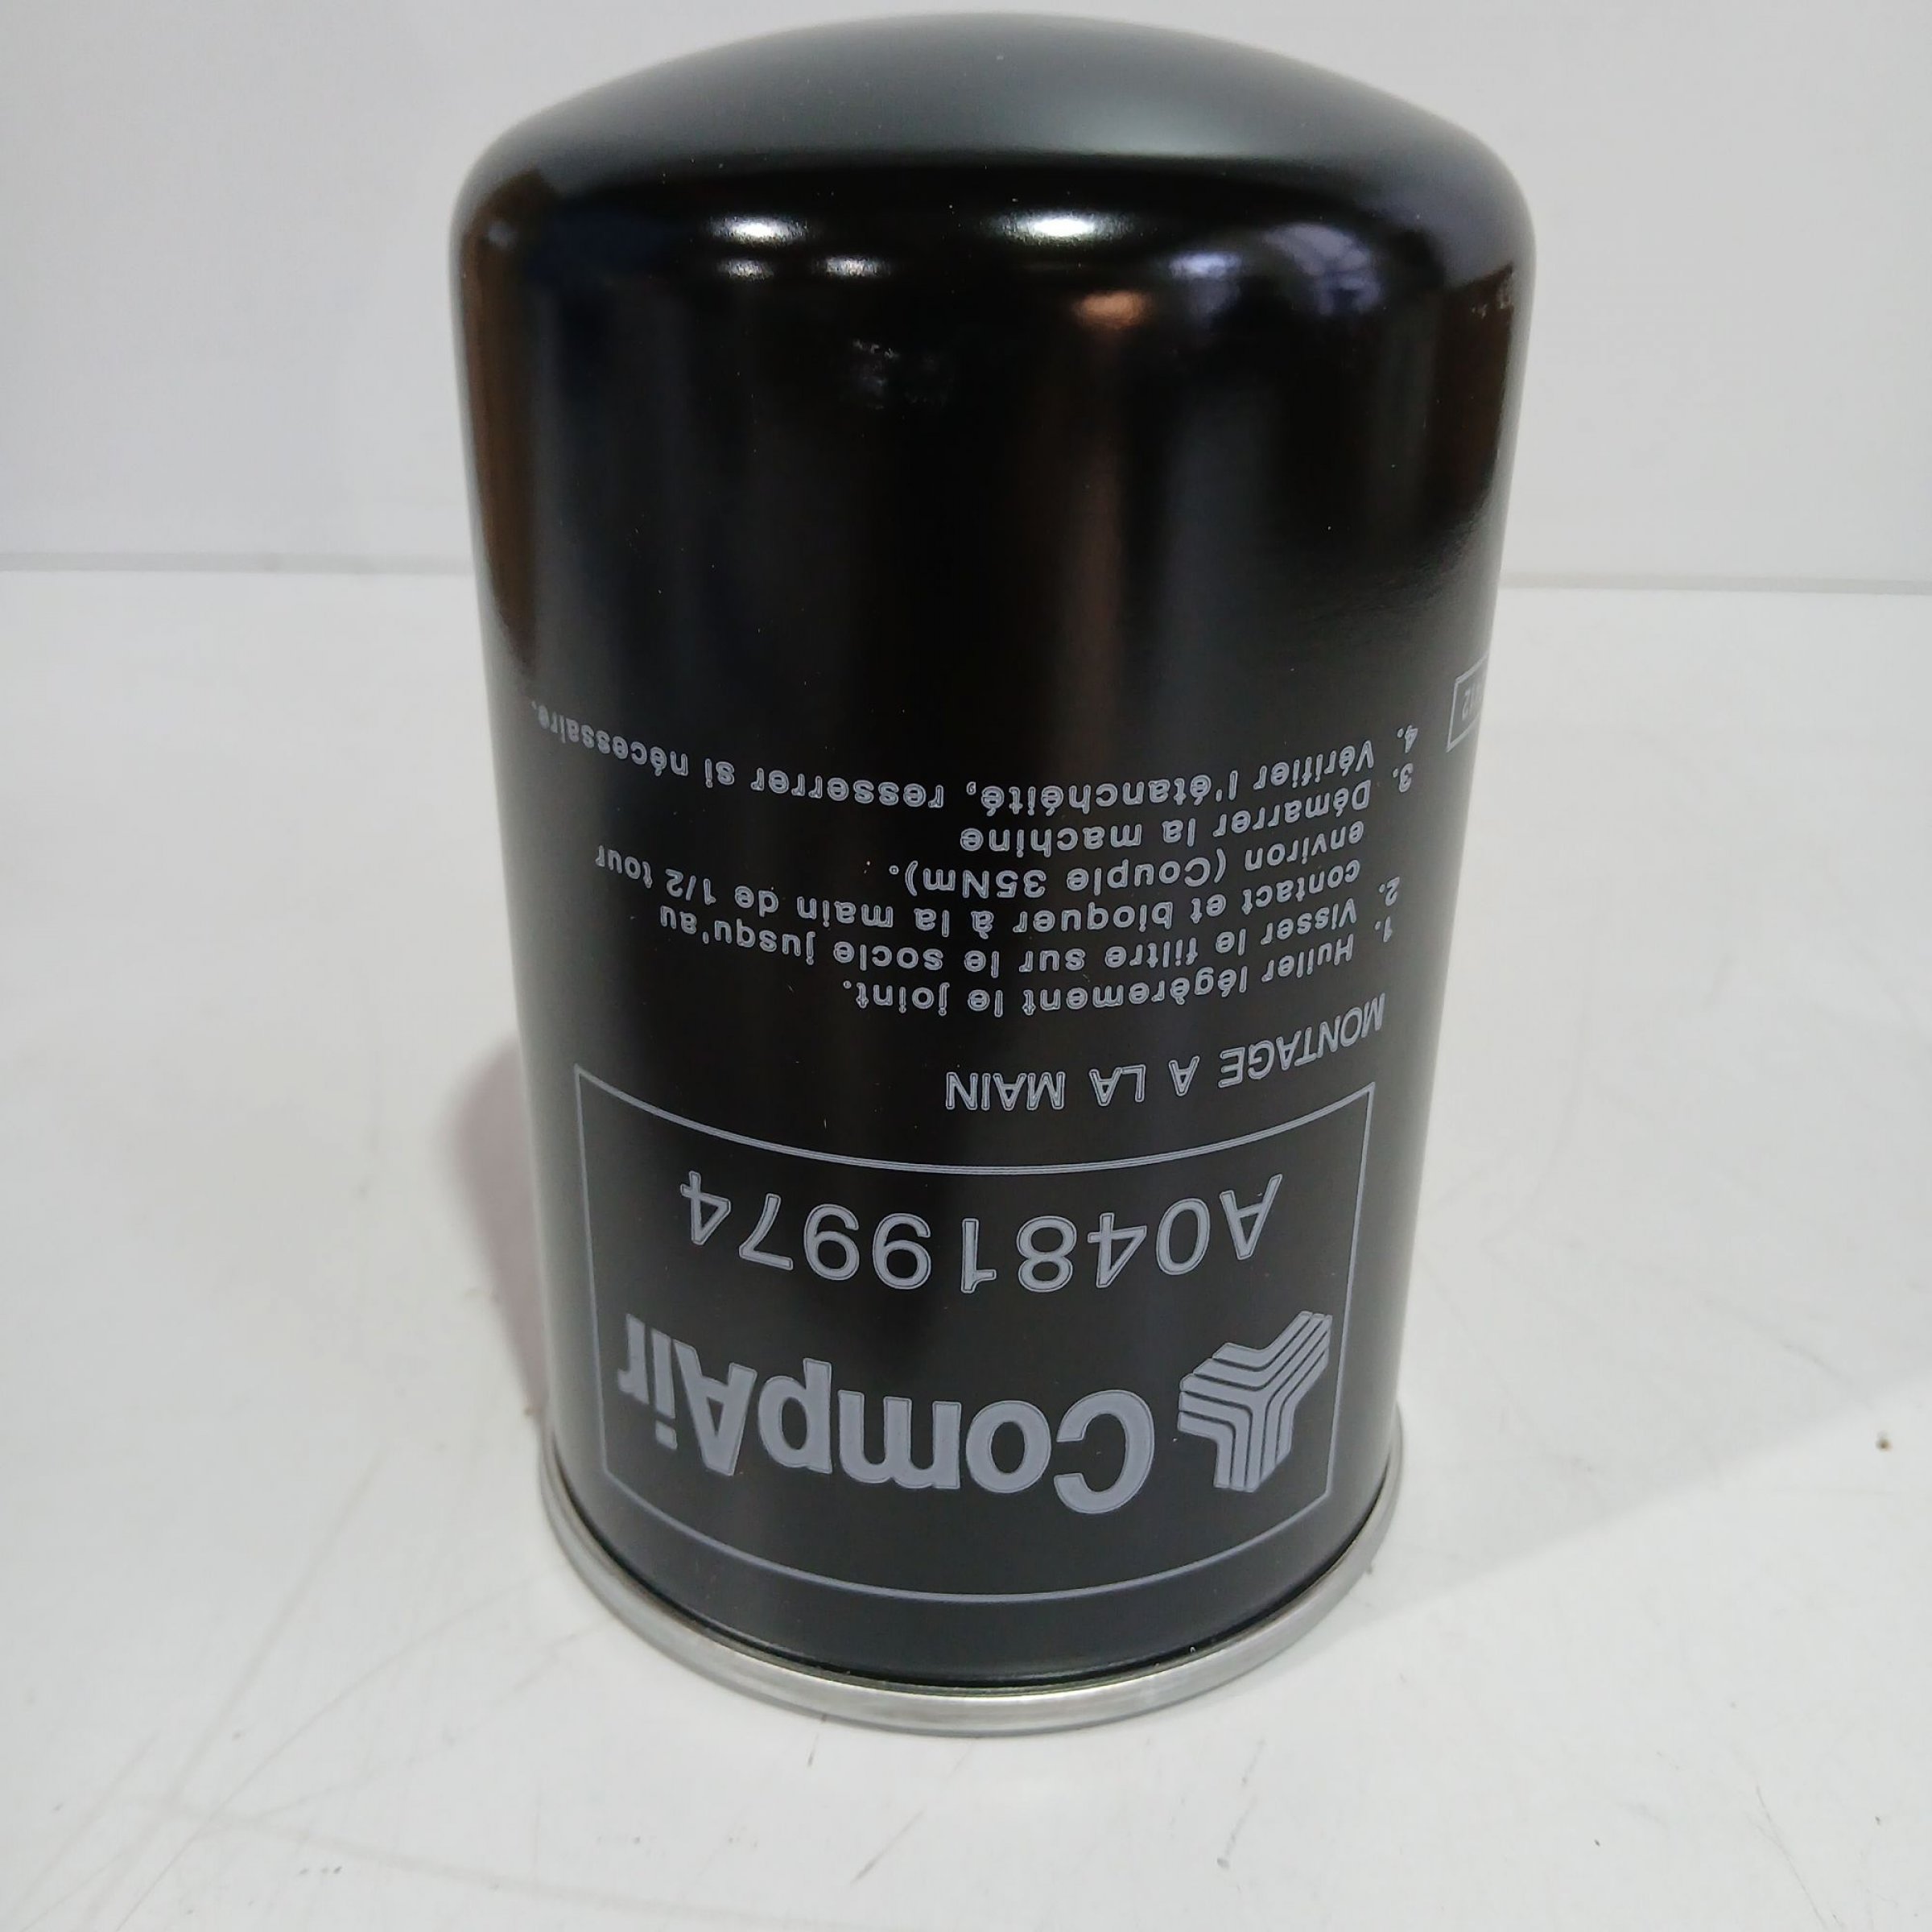 CompAir
A04819974
MONTAGE A LA MAIN
1. Huiler légèrement le joint.
2. Visser le filtre sur le socle jusqu'au
contact et bloquer à la main de 1/2 tour
environ (Couple 35Nm).
3. Démarrer la machine
4. Vérifier l'étanchéité, resserrer si nécessaire.